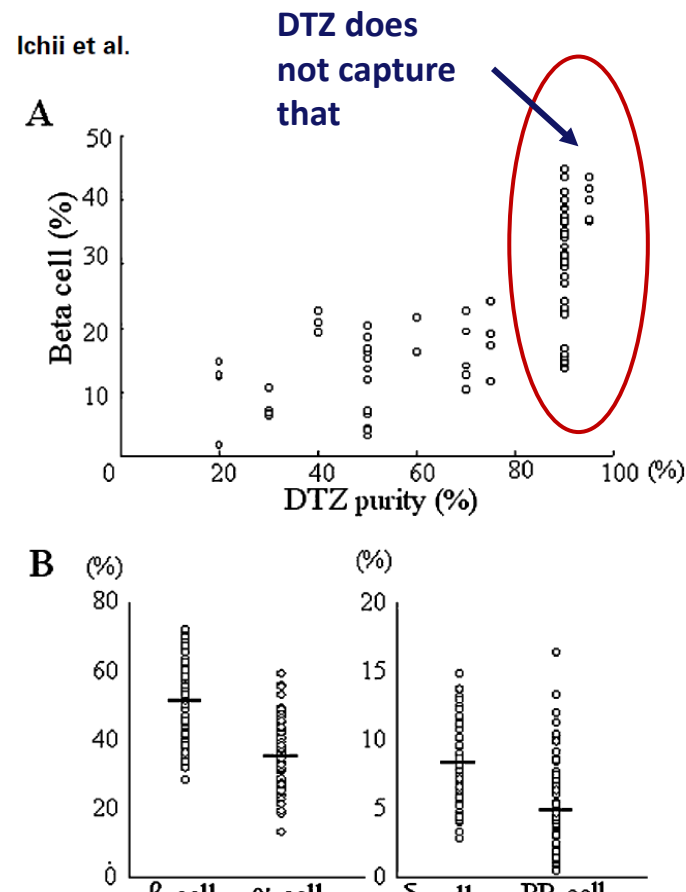 Ichii et al.
DTZ does
not capture
that
A
50
40
30
20
10
Beta cell (%)
0 20 40 60 80 100 (%)
DTZ purity (%)
B (%) (%)
80 20
60 15
40 10
20 5
0 0